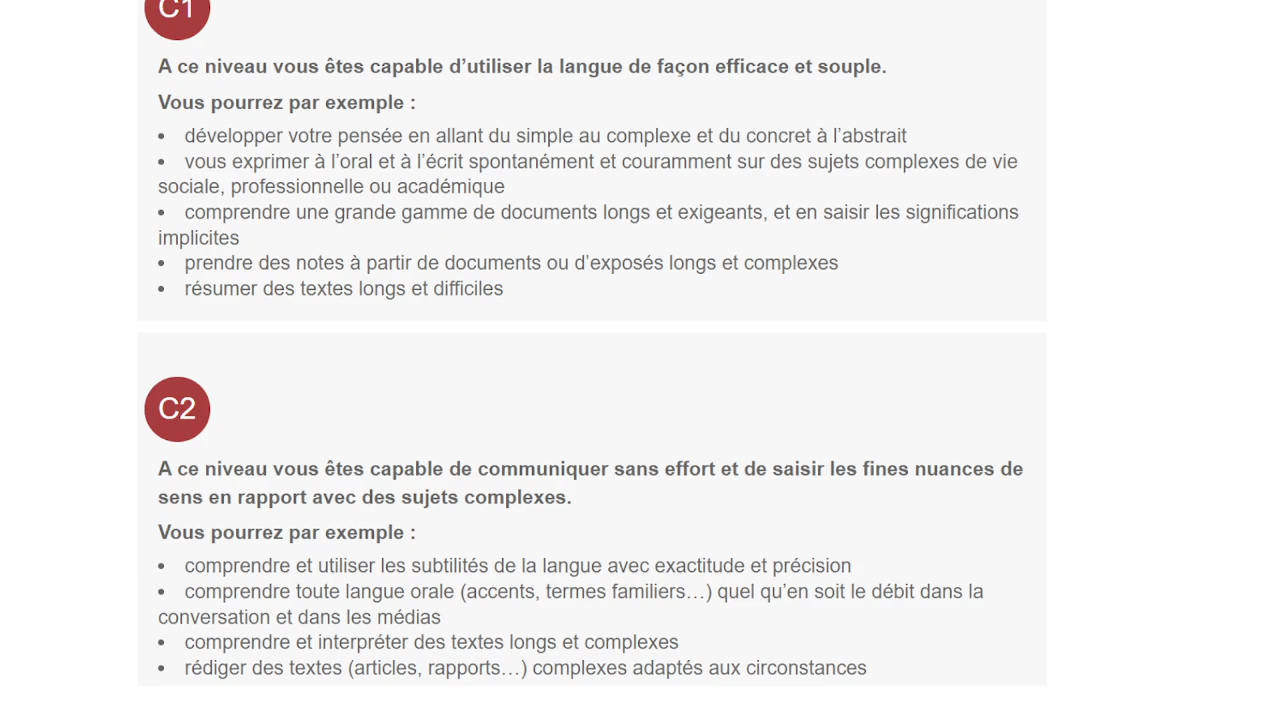 C1
A ce niveau vous êtes capable d’utiliser la langue de façon efficace et souple.
Vous pourrez par exemple :
• développer votre pensée en allant du simple au complexe et du concret à l’abstrait
• vous exprimer à l’oral et à l’écrit spontanément et couramment sur des sujets complexes de vie
sociale, professionnelle ou académique
• comprendre une grande gamme de documents longs et exigeants, et en saisir les significations
implicites
• prendre des notes à partir de documents ou d’exposés longs et complexes
• résumer des textes longs et difficiles
C2
A ce niveau vous êtes capable de communiquer sans effort et de saisir les fines nuances de
sens en rapport avec des sujets complexes.
Vous pourrez par exemple :
• comprendre et utiliser les subtilités de la langue avec exactitude et précision
• comprendre toute langue orale (accents, termes familiers…) quel qu’en soit le débit dans la
conversation et dans les médias
• comprendre et interpréter des textes longs et complexes
• rédiger des textes (articles, rapports…) complexes adaptés aux circonstances